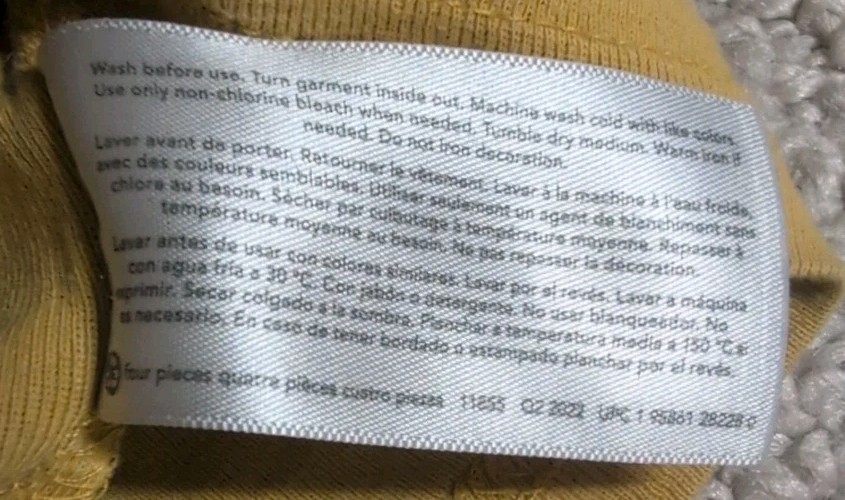 Wash before use. Turn garment inside out. Machine wash cold with like colors.
Use only non-chlorine bleach when needed. Tumble dry medium. Warm iron if
needed. Do not iron decoration.
Laver avant de porter. Retourner le vêtement. Laver à la machine à l'eau froide,
avec des couleurs semblables. Utiliser seulement un agent de blanchiment sans
chlore au besoin. Sécher par culbutage à température moyenne. Repasser à
température moyenne au besoin. Ne pas repasser la décoration.
Lavar antes de usar con colores similares. Lavar por el revés. Lavar a máquina
con agua fría a 30 °C. Con jabón o detergente. No usar blanqueador. No
exprimir. Secar colgado a la sombra. Planchar a temperatura media a 150 °C si
es necesario. En caso de tener bordado o estampado planchar por el revés.
four pieces quatre pièces cuatro piezas 11855 Q2 2022 UPC 1 95861 28228 0